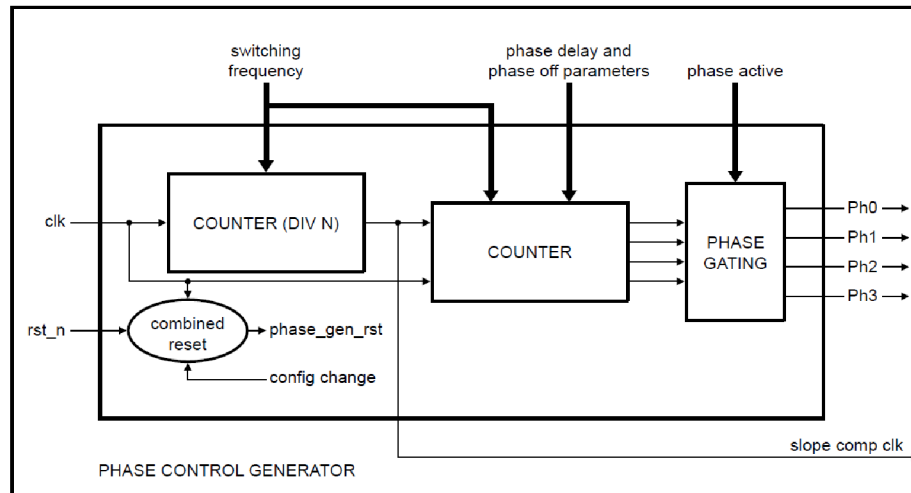 switching
frequency
phase delay and
phase off parameters
phase active
clk
COUNTER (DIV N)
COUNTER
PHASE
GATING
Ph0
Ph1
Ph2
Ph3
rst_n
combined
reset
phase_gen_rst
config change
slope comp clk
PHASE CONTROL GENERATOR